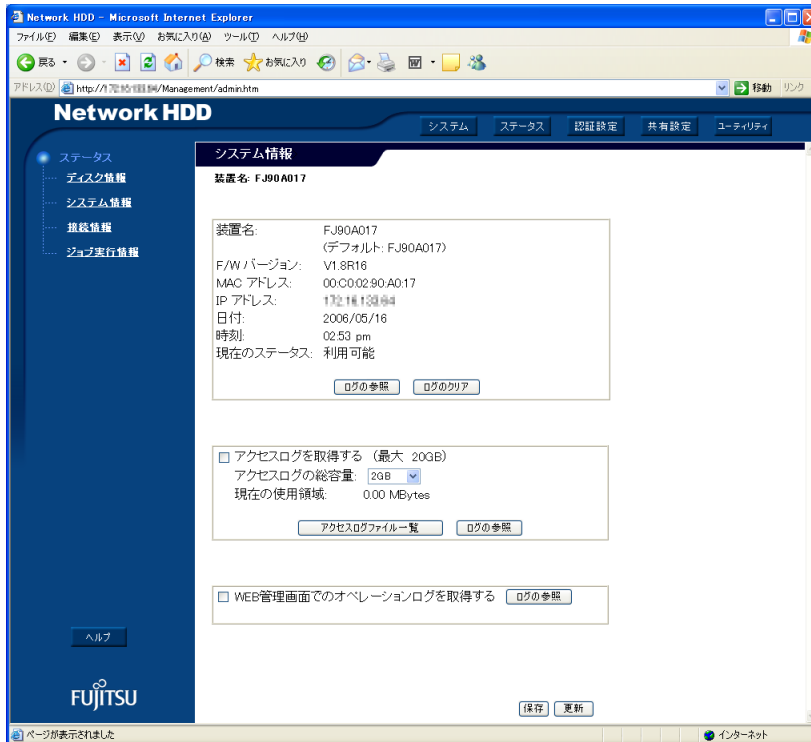 Network HDD - Microsoft Internet Explorer
ファイル(F) 編集(E) 表示(V) お気に入り(A) ツール(T) ヘルプ(H)
戻る 検索 お気に入り
アドレス(D) http:// /Management/admin.htm 移動 リンク
Network HDD
システム ステータス 認証設定 共有設定 ユーティリティ
ステータス
ディスク情報
システム情報
接続情報
ジョブ実行情報
システム情報
装置名: FJ90A017
装置名: FJ90A017
(デフォルト: FJ90A017)
F/W バージョン: V1.8R16
MAC アドレス: 00:C0:02:90:A0:17
IP アドレス:
日付: 2006/05/16
時刻: 02:53 pm
現在のステータス: 利用可能
ログの参照 ログのクリア
アクセスログを取得する (最大 20GB)
アクセスログの総容量: 2GB
現在の使用領域: 0.00 MBytes
アクセスログファイル一覧 ログの参照
WEB管理画面でのオペレーションログを取得する ログの参照
ヘルプ
FUJITSU
保存 更新
ページが表示されました インターネット